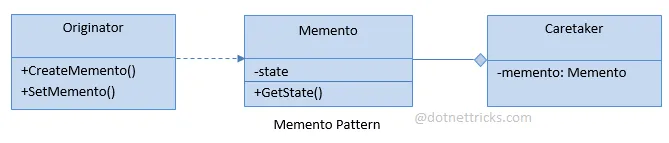 Originator
+CreateMemento()
+SetMemento()
Memento
-state
+GetState()
Caretaker
-memento: Memento
@dotnettricks.com
Memento Pattern